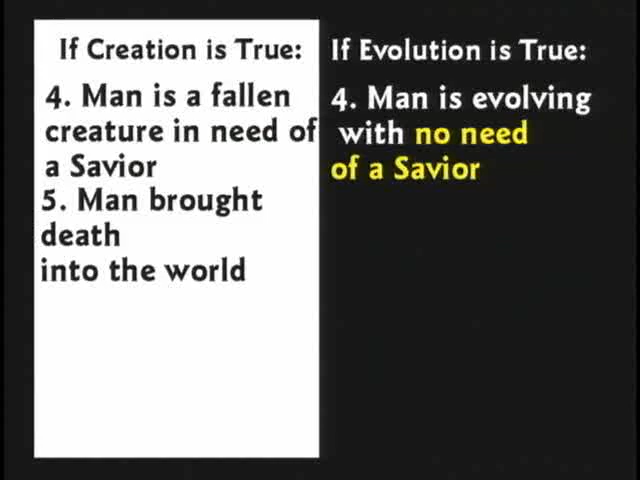 If Creation is True:
4. Man is a fallen
creature in need of
a Savior
5. Man brought
death
into the world
If Evolution is True:
4. Man is evolving
with no need
of a Savior